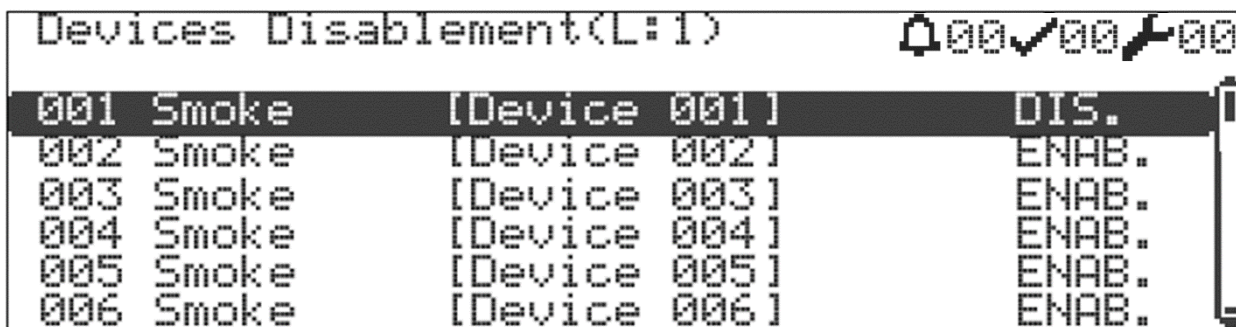 Devices Disablement(L:1) 00 00 00
001 Smoke [Device 001] DIS.
002 Smoke [Device 002] ENAB.
003 Smoke [Device 003] ENAB.
004 Smoke [Device 004] ENAB.
005 Smoke [Device 005] ENAB.
006 Smoke [Device 006] ENAB.